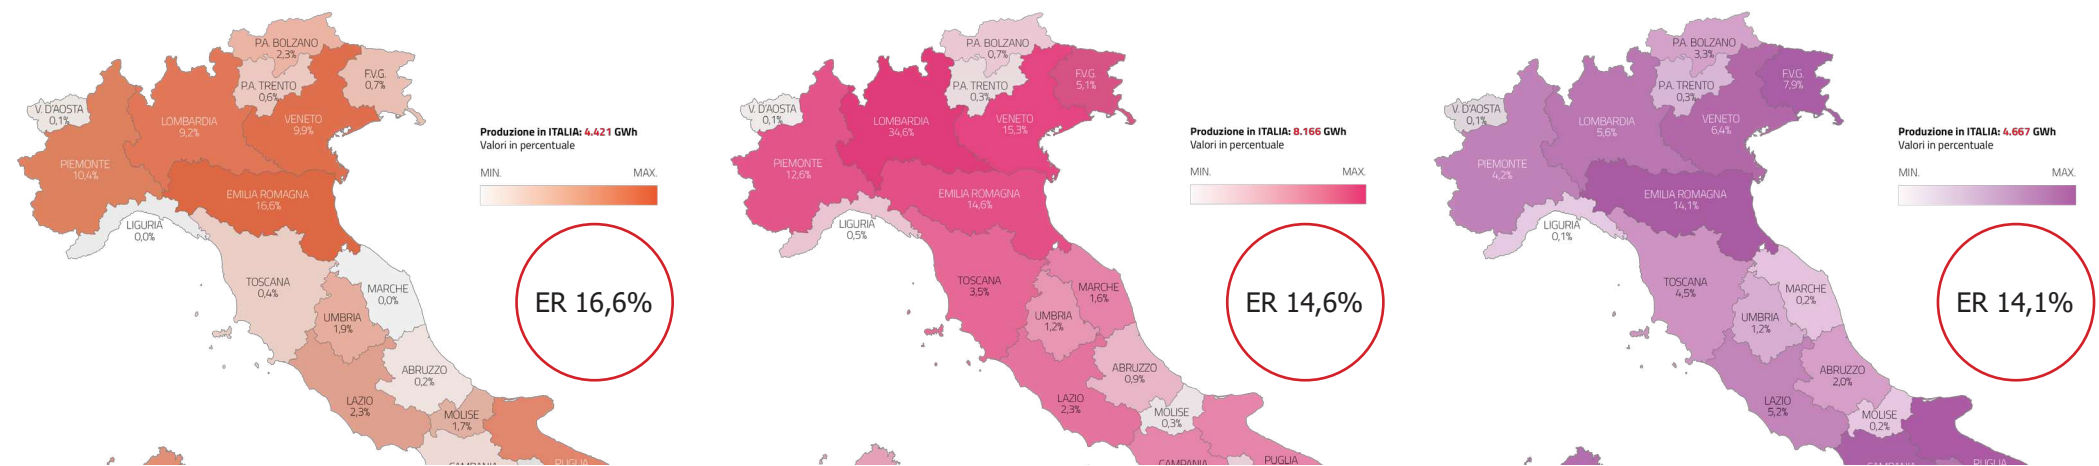 P.A. BOLZANO
2,3%
P.A. TRENTO
0,6%
F.V.G.
0,7%
V. D'AOSTA
0,1%
LOMBARDIA
9,2%
VENETO
9,9%
PIEMONTE
10,4%
EMILIA ROMAGNA
16,6%
LIGURIA
0,0%
TOSCANA
0,4%
MARCHE
0,0%
UMBRIA
1,9%
ABRUZZO
0,2%
LAZIO
2,3%
MOLISE
1,7%
CAMPANIA
PUGLIA
Produzione in ITALIA: 4.421 GWh
Valori in percentuale
MIN. MAX.
ER 16,6%
P.A. BOLZANO
0,7%
P.A. TRENTO
0,3%
F.V.G.
5,1%
V. D'AOSTA
0,1%
LOMBARDIA
34,6%
VENETO
15,3%
PIEMONTE
12,6%
EMILIA ROMAGNA
14,6%
LIGURIA
0,5%
TOSCANA
3,5%
MARCHE
1,6%
UMBRIA
1,2%
ABRUZZO
0,9%
LAZIO
2,3%
MOLISE
0,3%
CAMPANIA
PUGLIA
Produzione in ITALIA: 8.166 GWh
Valori in percentuale
MIN. MAX.
ER 14,6%
P.A. BOLZANO
3,3%
P.A. TRENTO
0,3%
F.V.G.
7,9%
V. D'AOSTA
0,1%
LOMBARDIA
5,6%
VENETO
6,4%
PIEMONTE
4,2%
EMILIA ROMAGNA
14,1%
LIGURIA
0,1%
TOSCANA
4,5%
MARCHE
0,2%
UMBRIA
1,2%
ABRUZZO
2,0%
LAZIO
5,2%
MOLISE
0,2%
CAMPANIA
PUGLIA
Produzione in ITALIA: 4.667 GWh
Valori in percentuale
MIN. MAX.
ER 14,1%